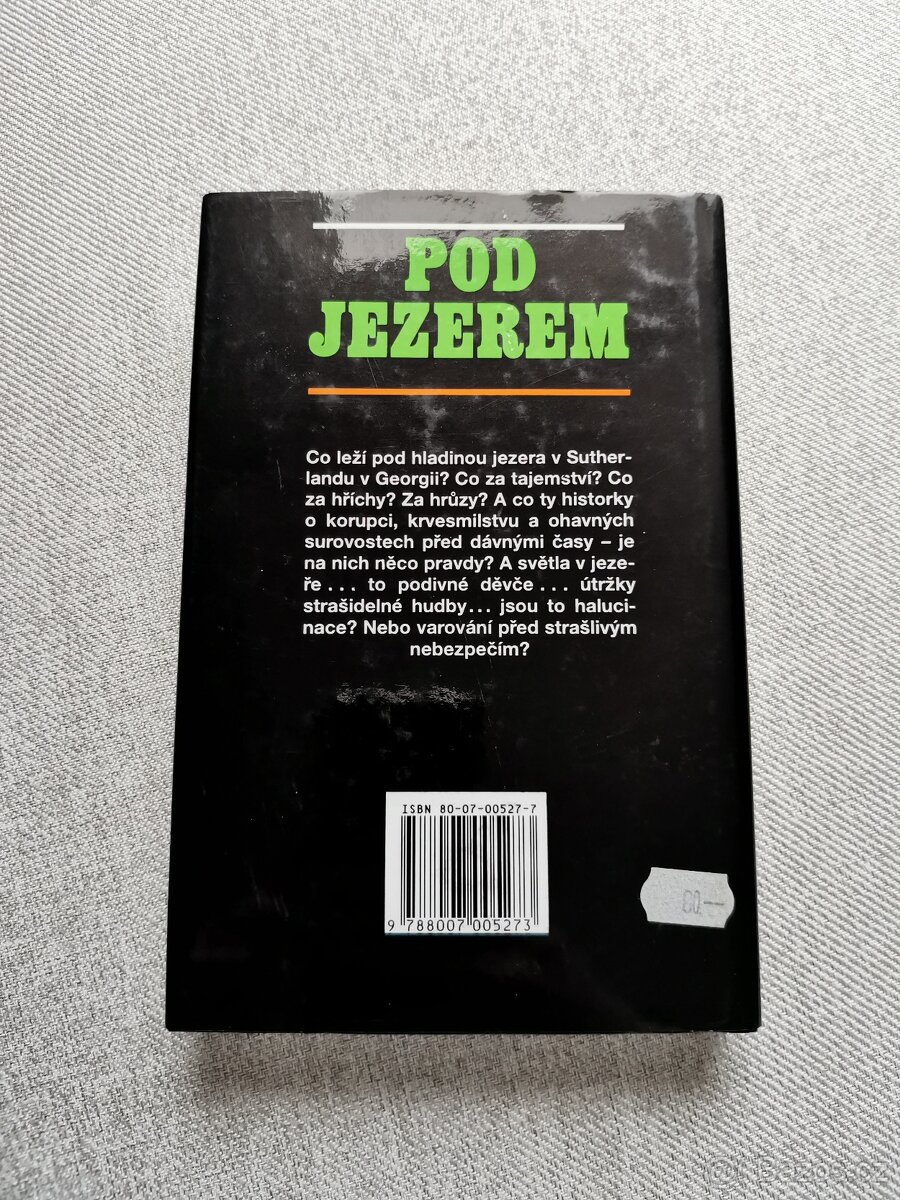 POD
JEZEREM
Co leží pod hladinou jezera v Suther-
landu v Georgii? Co za tajemství? Co
za hříchy? Za hrůzy? A co ty historky
o korupci, krvesmilstvu a ohavných
surovostech před dávnými časy – je
na nich něco pravdy? A světla v jeze-
ře... to podivné děvče... útržky
strašidelné hudby... jsou to haluci-
nace? Nebo varování před strašlivým
nebezpečím?
ISBN 80-07-00527-7
9 788007 005273
80.—
Bazos.cz